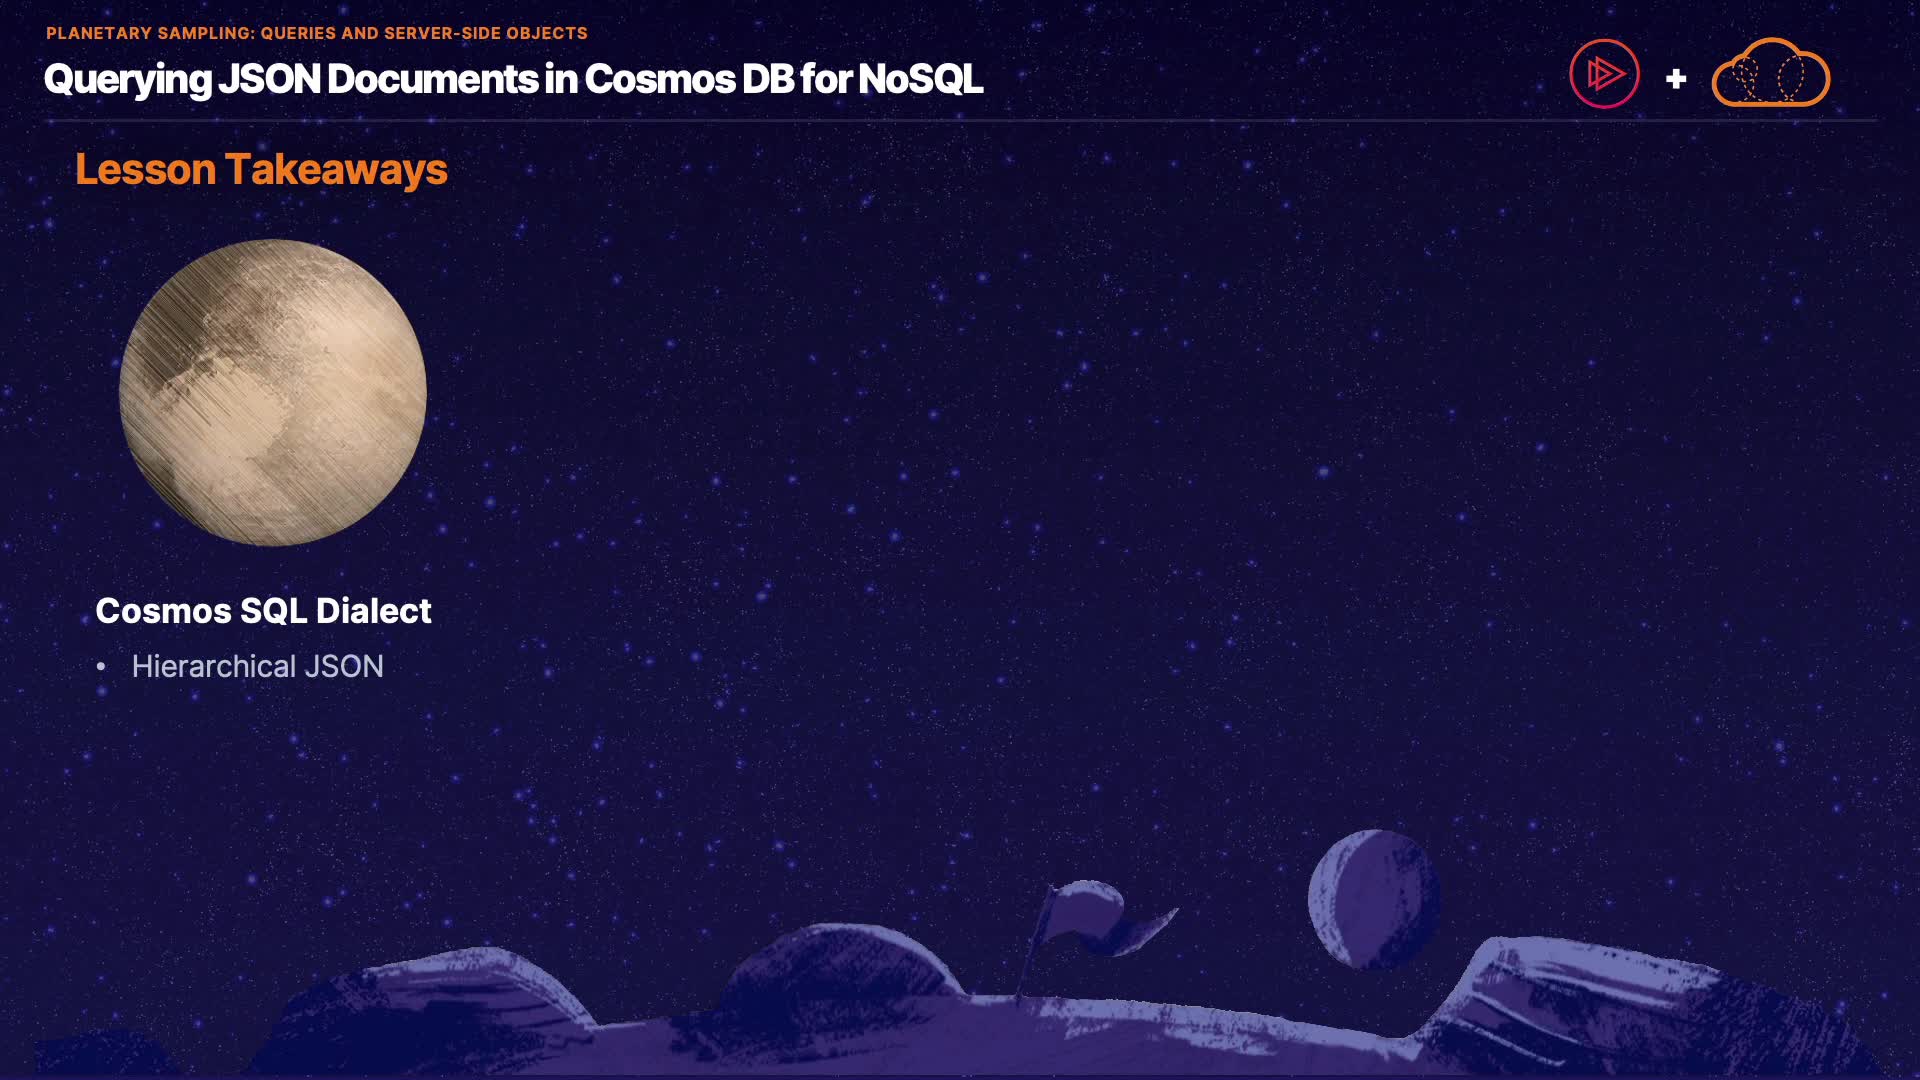 PLANETARY SAMPLING: QUERIES AND SERVER-SIDE OBJECTS
Querying JSON Documents in Cosmos DB for NoSQL
+
Lesson Takeaways
Cosmos SQL Dialect
• Hierarchical JSON